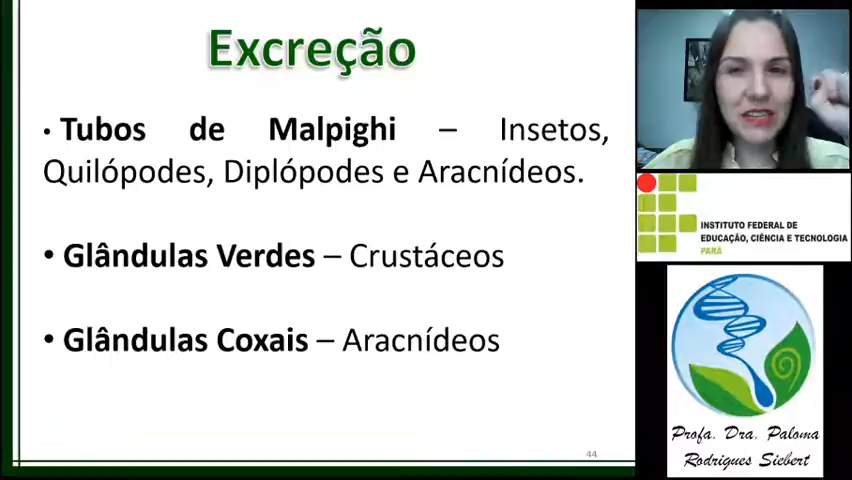 Excreção
• Tubos de Malpighi – Insetos,
Quilópodes, Diplópodes e Aracnídeos.
• Glândulas Verdes – Crustáceos
• Glândulas Coxais – Aracnídeos
44
INSTITUTO FEDERAL DE
EDUCAÇÃO, CIÊNCIA E TECNOLOGIA
PARÁ
Profa. Dra. Paloma
Rodrigues Siebert